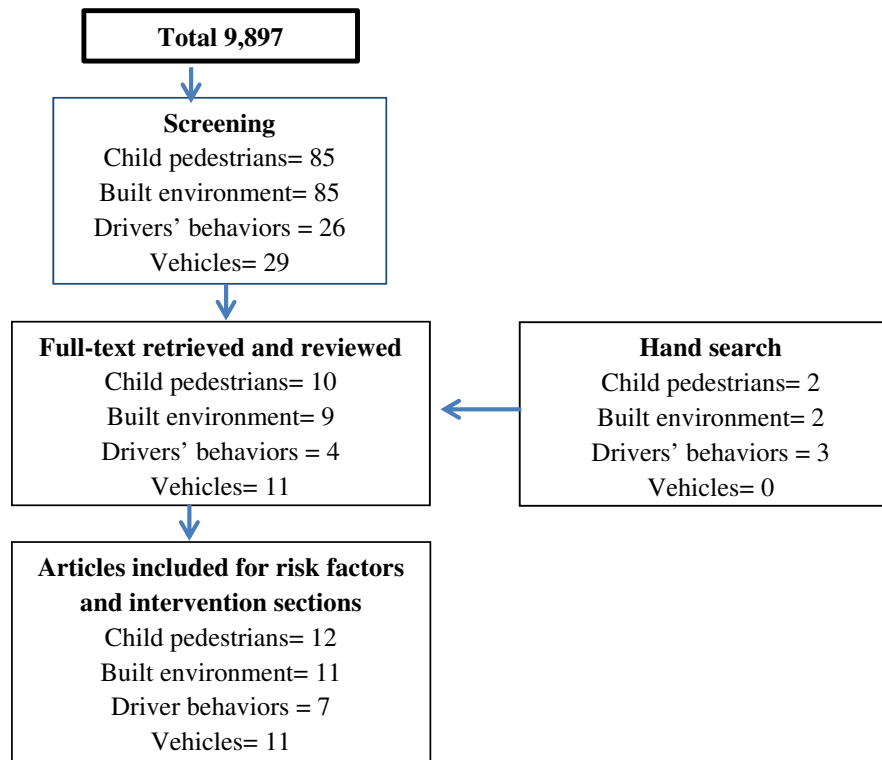 Total 9,897
Screening
Child pedestrians= 85
Built environment= 85
Drivers’ behaviors = 26
Vehicles= 29
Full-text retrieved and reviewed
Child pedestrians= 10
Built environment= 9
Drivers’ behaviors = 4
Vehicles= 11
Hand search
Child pedestrians= 2
Built environment= 2
Drivers’ behaviors = 3
Vehicles= 0
Articles included for risk factors
and intervention sections
Child pedestrians= 12
Built environment= 11
Driver behaviors = 7
Vehicles= 11